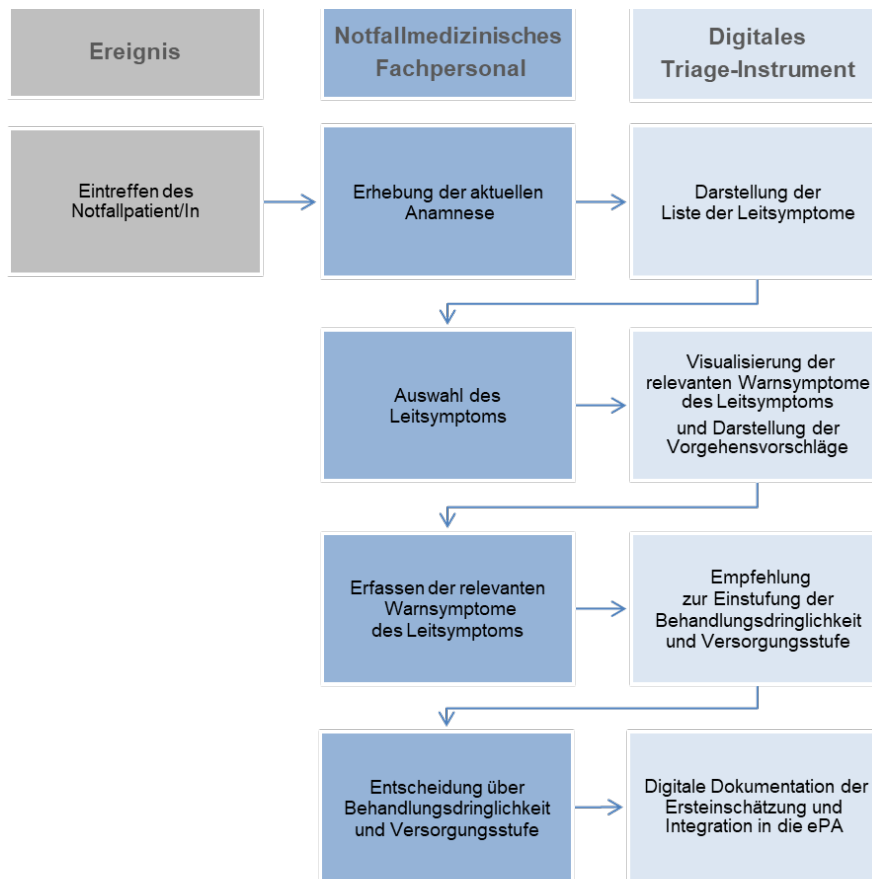 Ereignis
Notfallmedizinisches
Fachpersonal
Digitales
Triage-Instrument
Eintreffen des
Notfallpatient/In
Erhebung der aktuellen
Anamnese
Darstellung der
Liste der Leitsymptome
Auswahl des
Leitsymptoms
Visualisierung der
relevanten Warnsymptome
des Leitsymptoms
und Darstellung der
Vorgehensvorschläge
Erfassen der relevanten
Warnsymptome
des Leitsymptoms
Empfehlung
zur Einstufung der
Behandlungsdringlichkeit
und Versorgungsstufe
Entscheidung über
Behandlungsdringlichkeit
und Versorgungsstufe
Digitale Dokumentation der
Ersteinschätzung und
Integration in die ePA